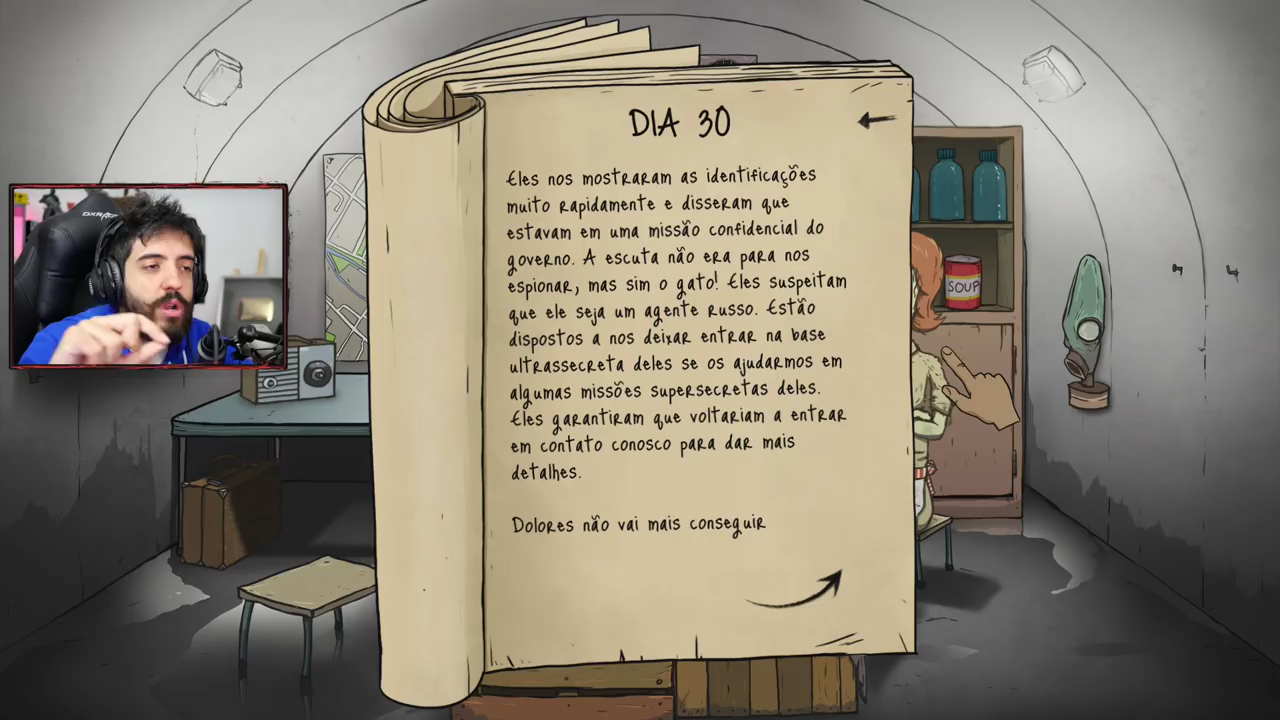 DIA 30
Eles nos mostraram as identificações
muito rapidamente e disseram que
estavam em uma missão confidencial do
governo. A escuta não era para nos
espionar, mas sim o gato! Eles suspeitam
que ele seja um agente russo. Estão
dispostos a nos deixar entrar na base
ultrassecreta deles se os ajudarmos em
algumas missões supersecretas deles.
Eles garantiram que voltariam a entrar
em contato conosco para dar mais
detalhes.
Dolores não vai mais conseguir
SOUP